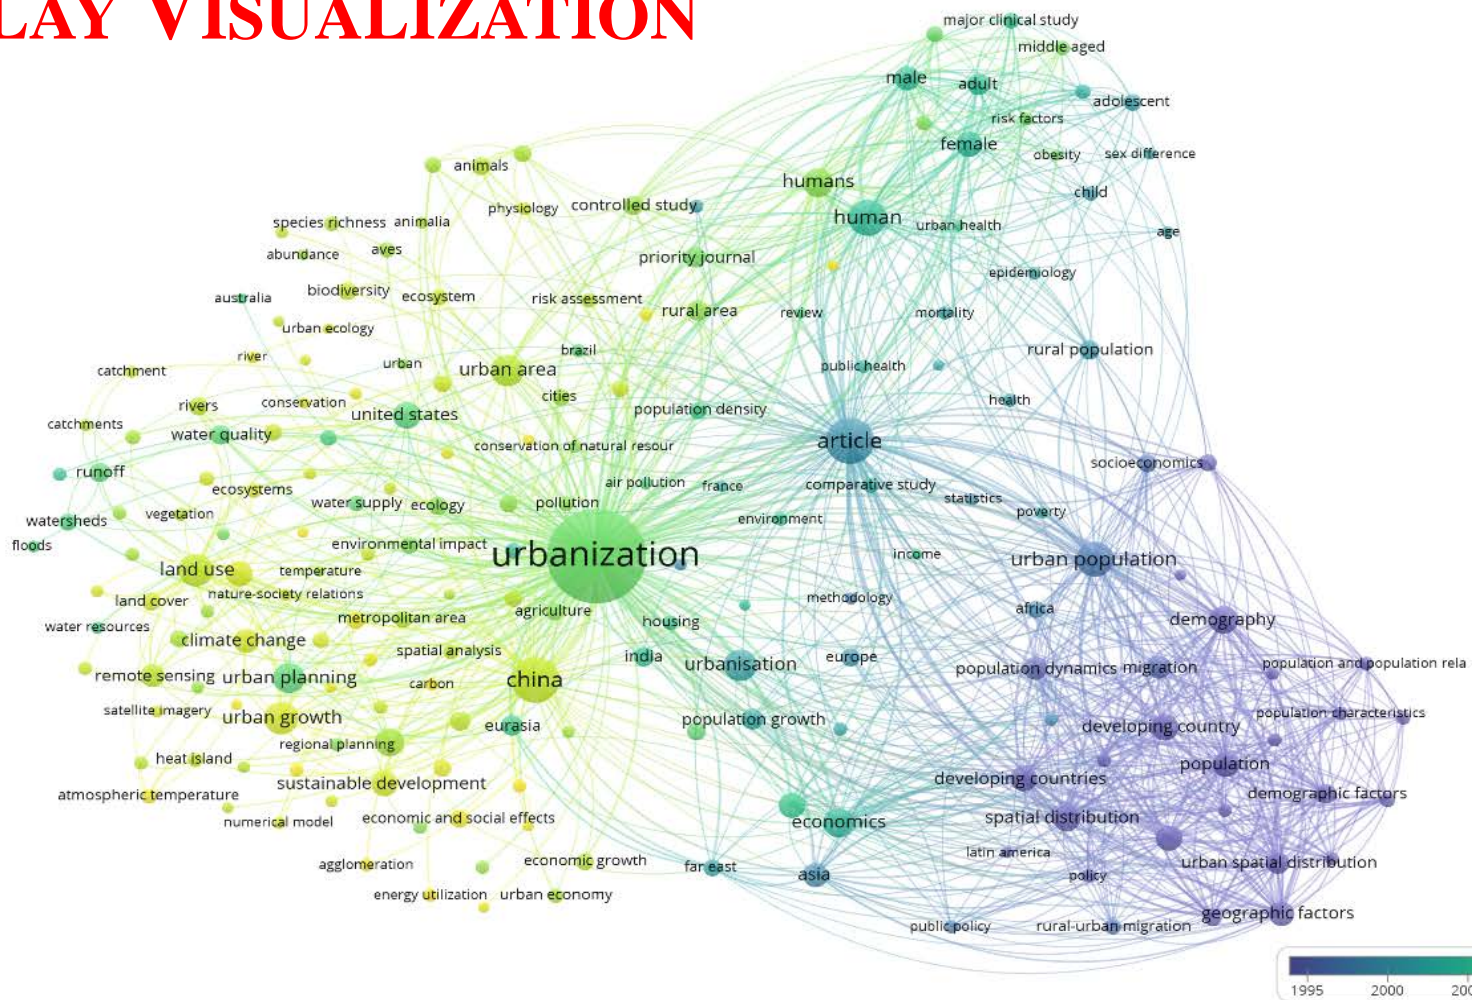 LAY VISUALIZATION
major clinical study
middle aged
male
adult
adolescent
risk factors
female
obesity
sex difference
animals
humans
child
physiology
controlled study
human
urban health
age
species richness
animalia
abundance
aves
priority journal
epidemiology
australia
biodiversity
ecosystem
risk assessment
rural area
review
mortality
urban ecology
river
urban
brazil
rural population
catchment
urban area
public health
rivers
conservation
united states
cities
population density
health
catchments
water quality
conservation of natural resour
article
runoff
ecosystems
air pollution
france
comparative study
socioeconomics
statistics
water supply
ecology
pollution
watersheds
vegetation
environment
poverty
floods
environmental impact
urbanization
income
urban population
land use
temperature
nature-society relations
land cover
agriculture
methodology
africa
metropolitan area
housing
demography
water resources
climate change
spatial analysis
india
urbanisation
europe
population dynamics
migration
population and population rela
remote sensing
urban planning
carbon
china
satellite imagery
urban growth
eurasia
population growth
developing country
population characteristics
regional planning
heat island
population
sustainable development
developing countries
demographic factors
atmospheric temperature
numerical model
economic and social effects
economics
spatial distribution
latin america
agglomeration
economic growth
far east
asia
policy
urban spatial distribution
energy utilization
urban economy
public policy
rural-urban migration
geographic factors
1995
2000